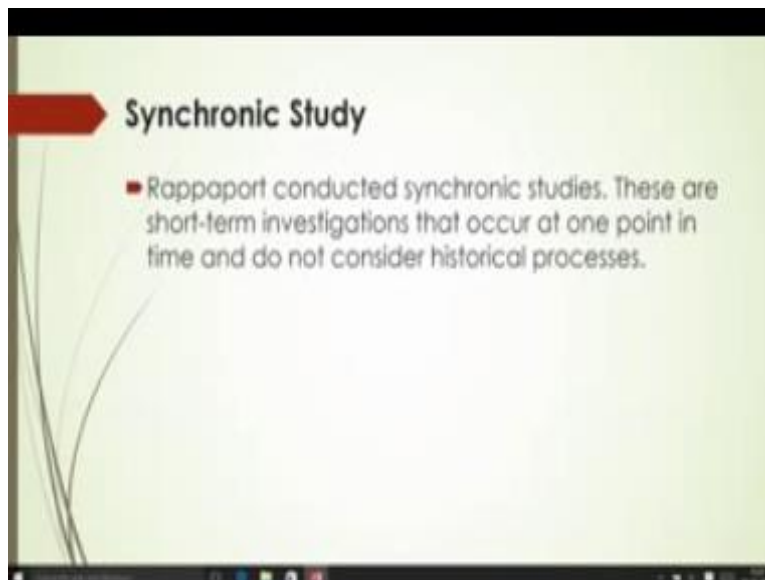 Synchronic Study
Rappaport conducted synchronic studies. These are
short-term investigations that occur at one point in
time and do not consider historical processes.